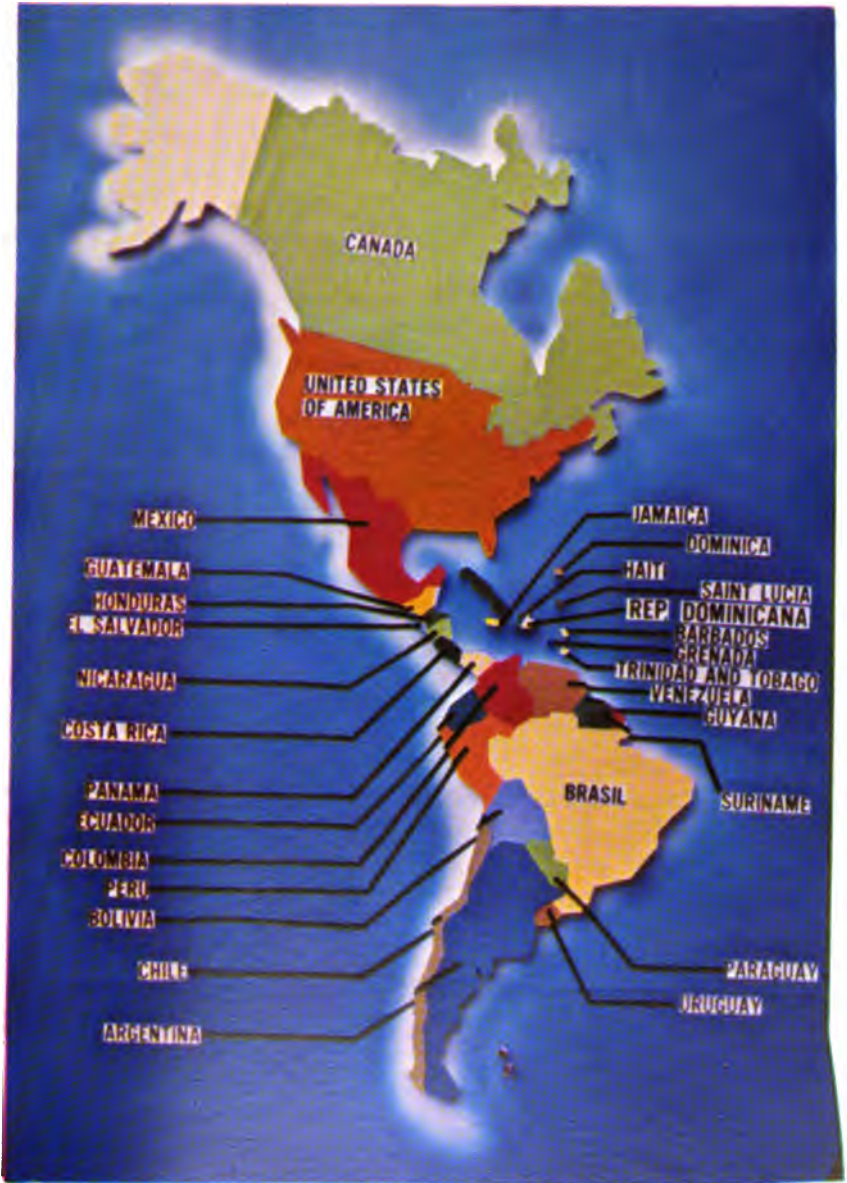 CANADA
UNITED STATES
OF AMERICA
MEXICO
GUATEMALA
HONDURAS
EL SALVADOR
NICARAGUA
COSTA RICA
PANAMA
ECUADOR
COLOMBIA
PERU
BOLIVIA
CHILE
ARGENTINA
JAMAICA
DOMINICA
HAITI
SAINT LUCIA
REP. DOMINICANA
BARBADOS
GRENADA
TRINIDAD AND TOBAGO
VENEZUELA
GUYANA
SURINAME
BRASIL
PARAGUAY
URUGUAY